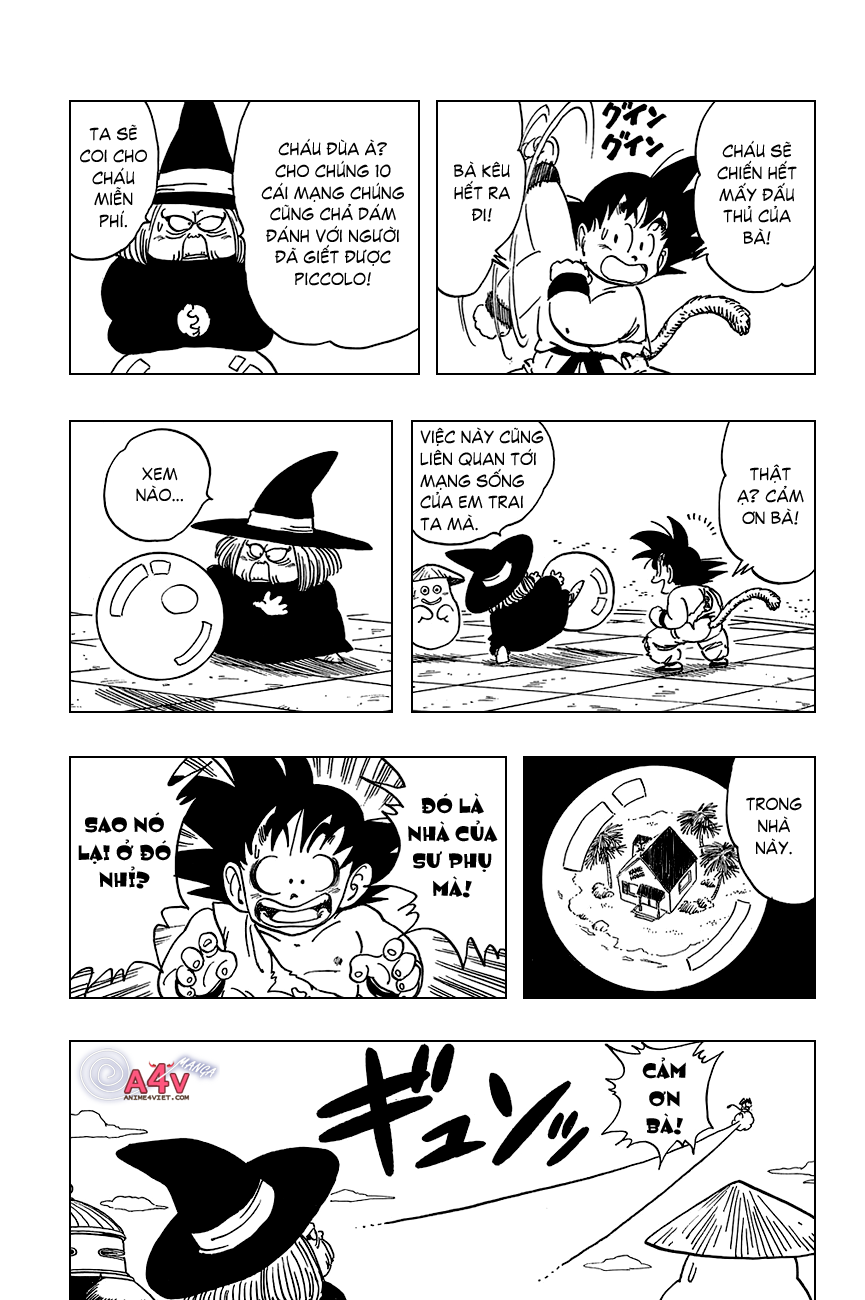 CHÁU SẼ
CHIẾN HẾT
MẤY ĐẤU
THỦ CỦA
BÀ!
グイン
グイン
BÀ KÊU
HẾT RA
ĐI!
CHÁU ĐÙA À?
CHO CHÚNG 10
CÁI MẠNG CHÚNG
CŨNG CHẢ DÁM
ĐÁNH VỚI NGƯỜI
ĐÃ GIẾT ĐƯỢC
PICCOLO!
TA SẼ
COI CHO
CHÁU
MIỄN
PHÍ.
THẬT
Ạ? CẢM
ƠN BÀ!
VIỆC NÀY CŨNG
LIÊN QUAN TỚI
MẠNG SỐNG
CỦA EM TRAI
TA MÀ.
XEM
NÀO...
TRONG
NHÀ
NÀY.
KAME
HOUSE
ĐÓ LÀ
NHÀ CỦA
SƯ PHỤ
MÀ!
SAO NÓ
LẠI Ở ĐÓ
NHỈ?
CẢM
ƠN
BÀ!
ギュンッ
A4V
MANGA
ANIME4VIET.COM